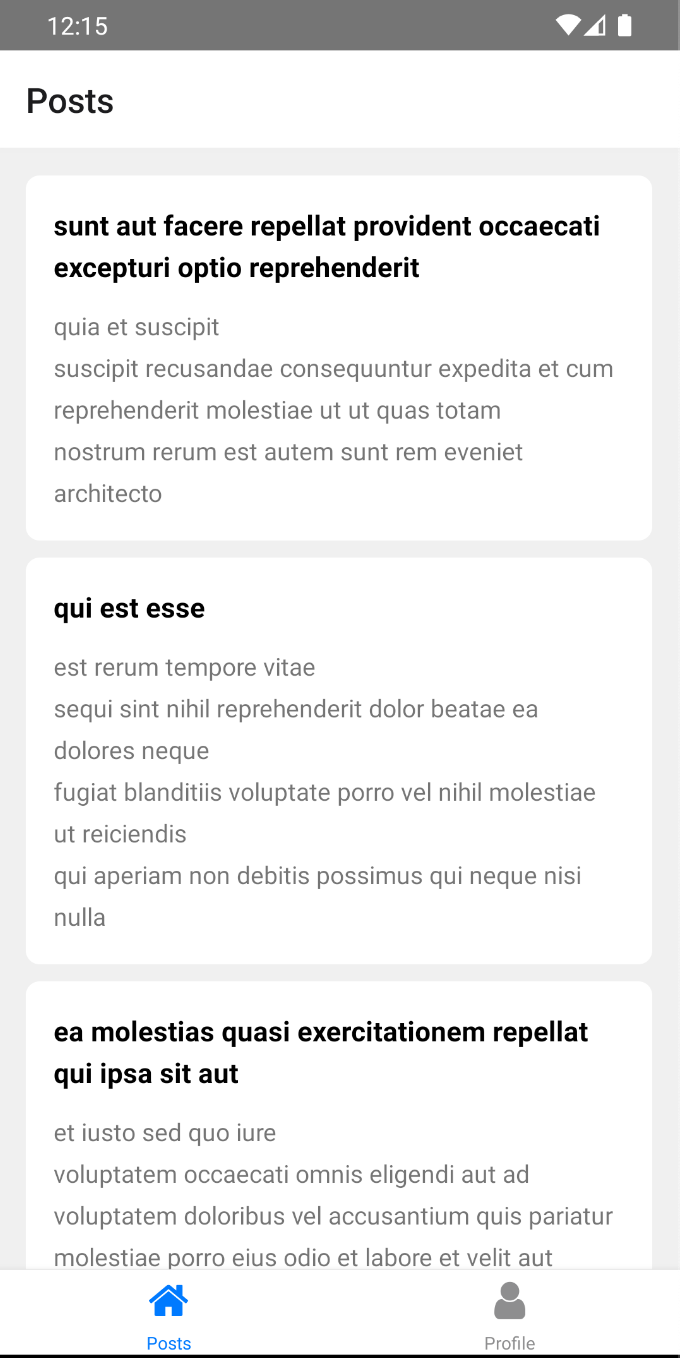 12:15
Posts
sunt aut facere repellat provident occaecati
excepturi optio reprehenderit
quia et suscipit
suscipit recusandae consequuntur expedita et cum
reprehenderit molestiae ut ut quas totam
nostrum rerum est autem sunt rem eveniet
architecto
qui est esse
est rerum tempore vitae
sequi sint nihil reprehenderit dolor beatae ea
dolores neque
fugiat blanditiis voluptate porro vel nihil molestiae
ut reiciendis
qui aperiam non debitis possimus qui neque nisi
nulla
ea molestias quasi exercitationem repellat
qui ipsa sit aut
et iusto sed quo iure
voluptatem occaecati omnis eligendi aut ad
voluptatem doloribus vel accusantium quis pariatur
molestiae porro eius odio et labore et velit aut
Posts
Profile